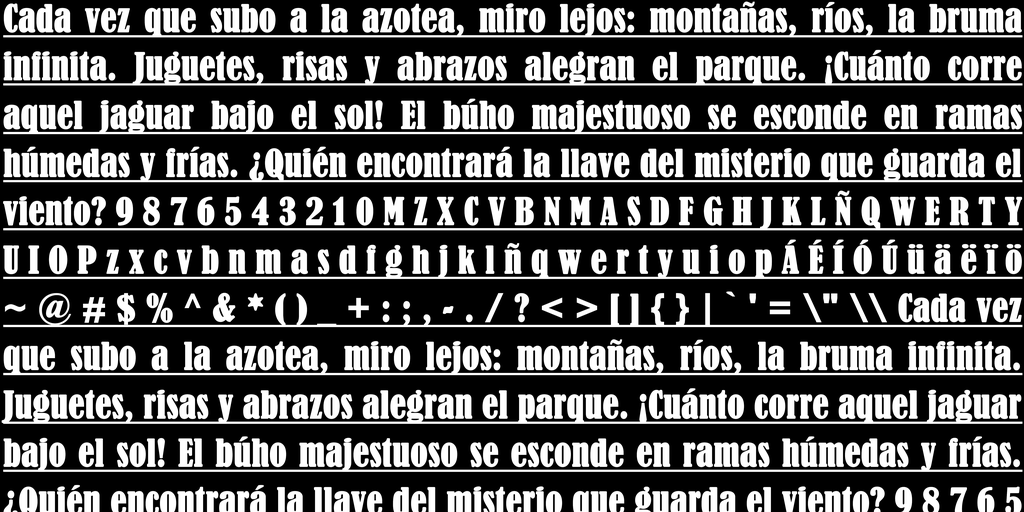 Cada vez que subo a la azotea, miro lejos: montañas, ríos, la bruma
infinita. Juguetes, risas y abrazos alegran el parque. ¡Cuánto corre
aquel jaguar bajo el sol! El búho majestuoso se esconde en ramas
húmedas y frías. ¿Quién encontrará la llave del misterio que guarda el
viento? 9 8 7 6 5 4 3 2 1 0 M Z X C V B N M A S D F G H J K L Ñ Q W E R T Y
U I O P z x c v b n m a s d f g h j k l ñ q w e r t y u i o p Á É Í Ó Ú ü ä ë ï ö
~ @ # $ % ^ & * ( ) _ + : ; , - . / ? < > [ ] { } | ` ' = \" \\ Cada vez
que subo a la azotea, miro lejos: montañas, ríos, la bruma infinita.
Juguetes, risas y abrazos alegran el parque. ¡Cuánto corre aquel jaguar
bajo el sol! El búho majestuoso se esconde en ramas húmedas y frías.
¿Quién encontrará la llave del misterio que guarda el viento? 9 8 7 6 5